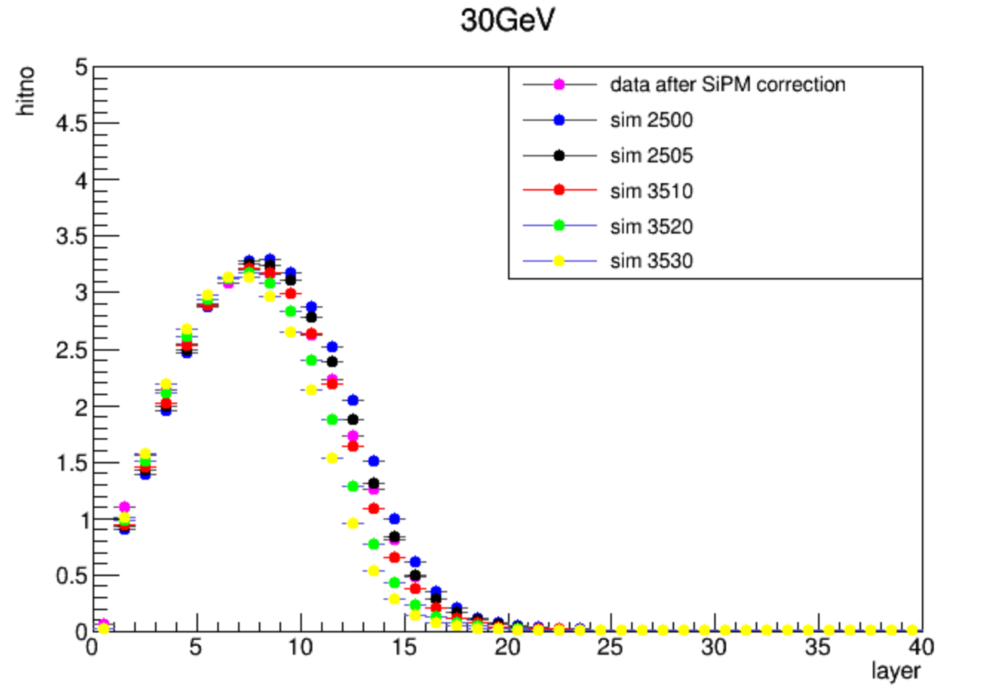 30GeV
hitno
5
4.5
4
3.5
3
2.5
2
1.5
1
0.5
0
data after SiPM correction
sim 2500
sim 2505
sim 3510
sim 3520
sim 3530
0 5 10 15 20 25 30 35 40
layer